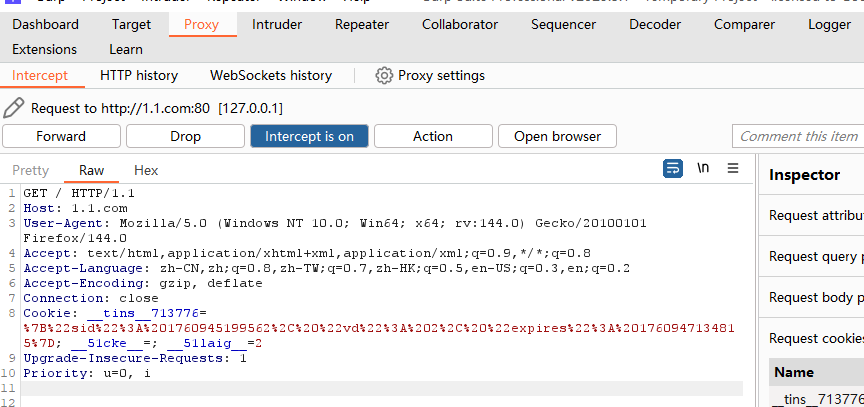 Dashboard Target Proxy Intruder Repeater Collaborator Sequencer Decoder Comparer Logger
Extensions Learn
Intercept HTTP history WebSockets history Proxy settings
Request to http://1.1.com:80 [127.0.0.1]
Forward Drop Intercept is on Action Open browser Comment this item
Pretty Raw Hex \n
Inspector
1 GET / HTTP/1.1
2 Host: 1.1.com
3 User-Agent: Mozilla/5.0 (Windows NT 10.0; Win64; x64; rv:144.0) Gecko/20100101
Firefox/144.0
4 Accept: text/html,application/xhtml+xml,application/xml;q=0.9,*/*;q=0.8
5 Accept-Language: zh-CN,zh;q=0.8,zh-TW;q=0.7,zh-HK;q=0.5,en-US;q=0.3,en;q=0.2
6 Accept-Encoding: gzip, deflate
7 Connection: close
8 Cookie: __tins__713776=
%7B%22sid%22%3A%201760945199562%2C%20%22vd%22%3A%202%2C%20%22expires%22%3A%20176094713481
5%7D; __51cke__=; __51laig__=2
9 Upgrade-Insecure-Requests: 1
10 Priority: u=0, i
11
12
Request attribu
Request query p
Request body p
Request cookies
Name
__tins__713776